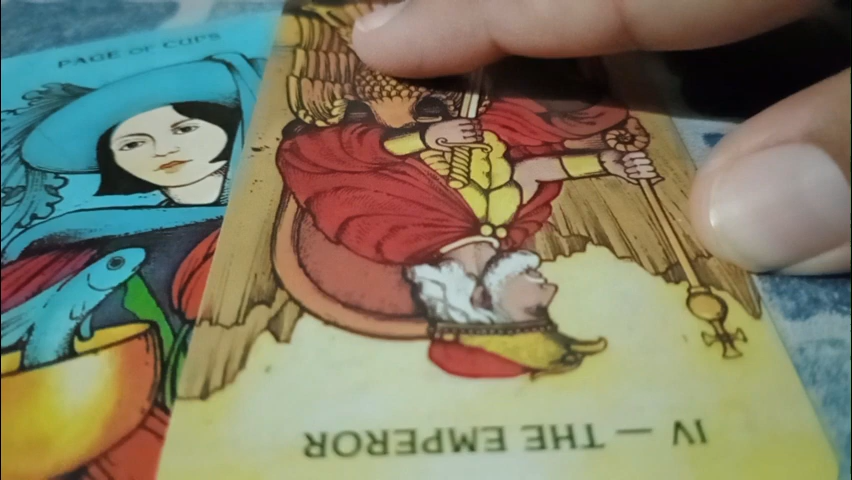 PAGE OF CUPS
IV — THE EMPEROR